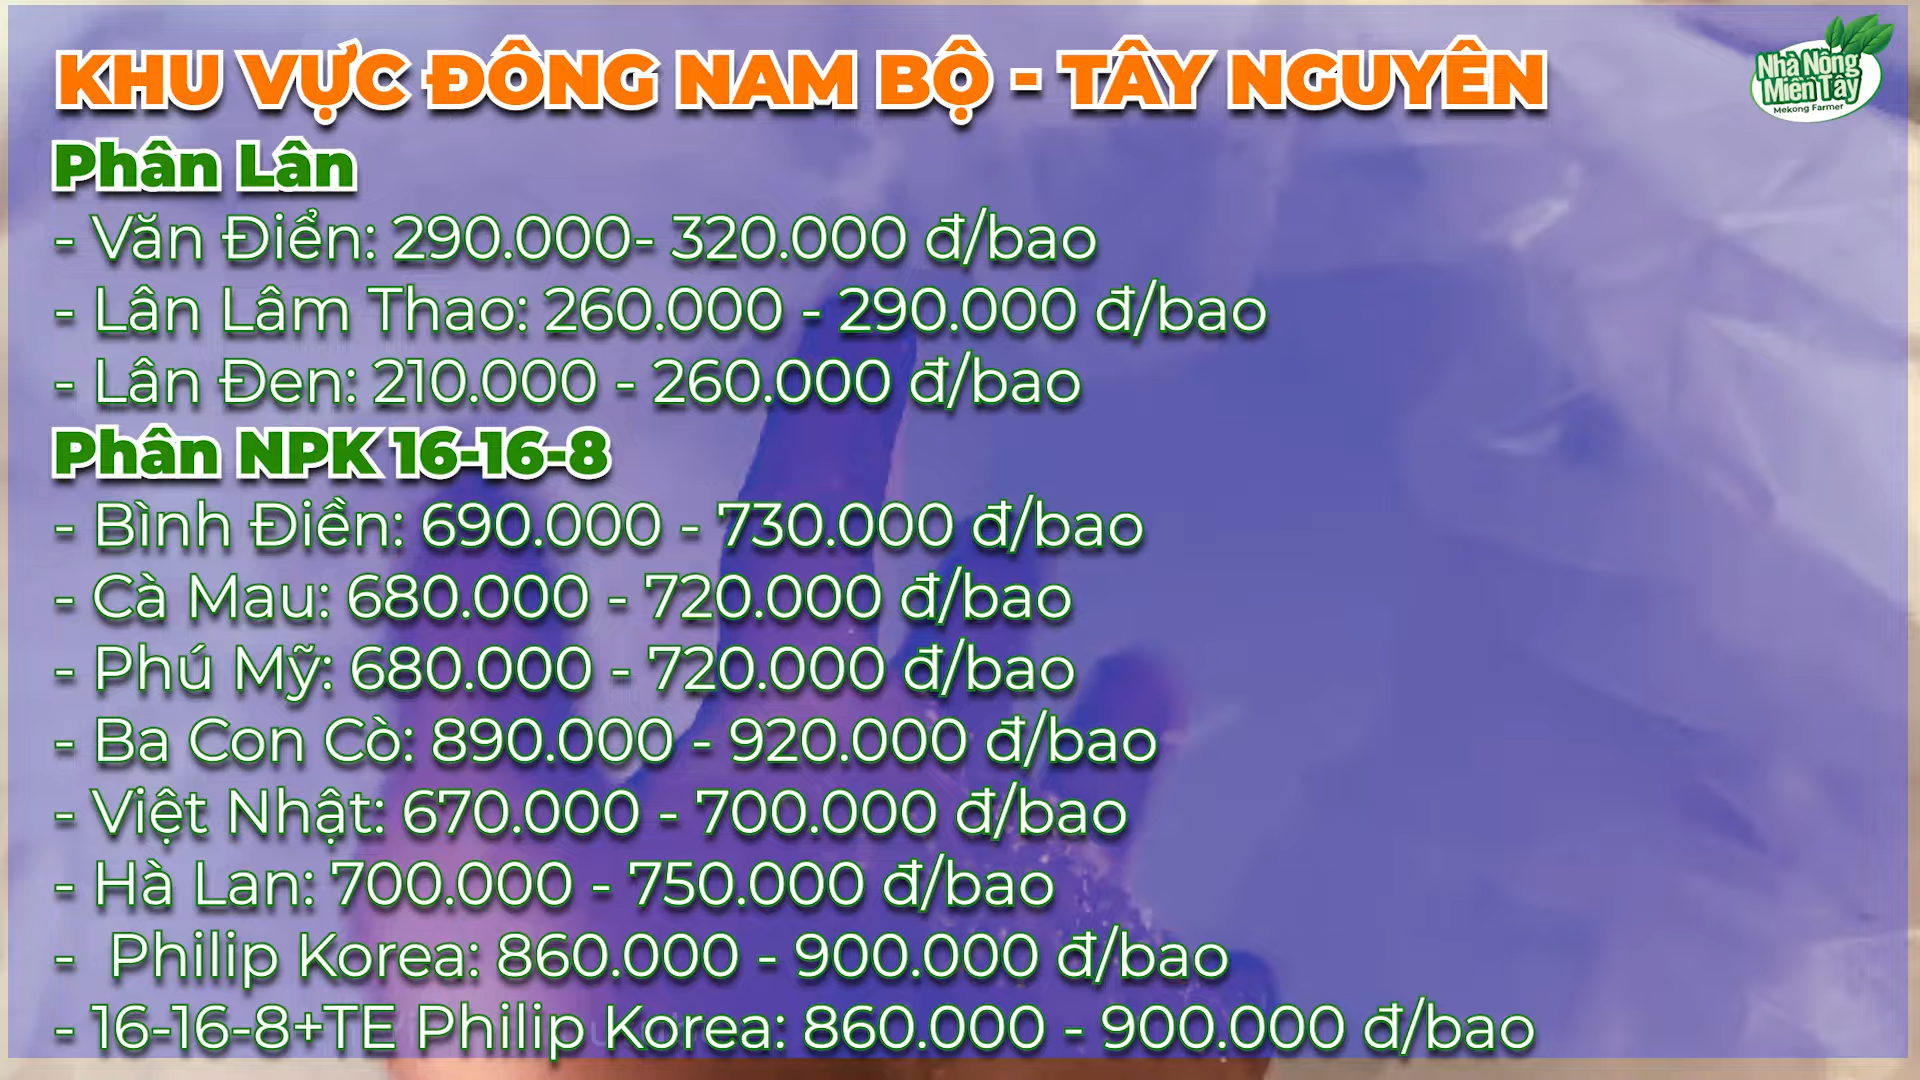 KHU VỰC ĐÔNG NAM BỘ - TÂY NGUYÊN
Nhà Nông
Miền Tây
Mekong Farmer
Phân Lân
- Văn Điển: 290.000- 320.000 đ/bao
- Lân Lâm Thao: 260.000 - 290.000 đ/bao
- Lân Đen: 210.000 - 260.000 đ/bao
Phân NPK 16-16-8
- Bình Điền: 690.000 - 730.000 đ/bao
- Cà Mau: 680.000 - 720.000 đ/bao
- Phú Mỹ: 680.000 - 720.000 đ/bao
- Ba Con Cò: 890.000 - 920.000 đ/bao
- Việt Nhật: 670.000 - 700.000 đ/bao
- Hà Lan: 700.000 - 750.000 đ/bao
- Philip Korea: 860.000 - 900.000 đ/bao
- 16-16-8+TE Philip Korea: 860.000 - 900.000 đ/bao